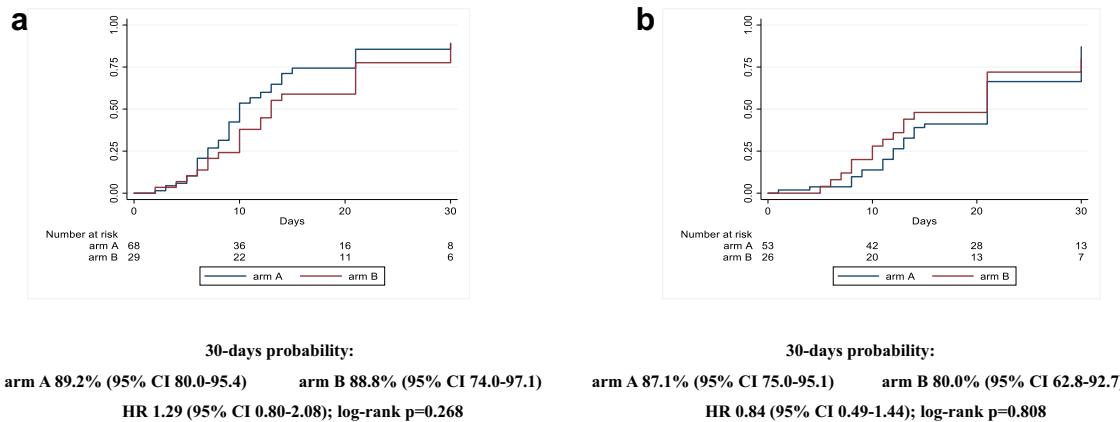 a
1.00
0.75
0.50
0.25
0.00
0 10 20 30
Days
Number at risk
arm A 68 36 16 8
arm B 29 22 11 6
arm A arm B
30-days probability:
arm A 89.2% (95% CI 80.0-95.4) arm B 88.8% (95% CI 74.0-97.1)
HR 1.29 (95% CI 0.80-2.08); log-rank p=0.268
b
1.00
0.75
0.50
0.25
0.00
0 10 20 30
Days
Number at risk
arm A 53 42 28 13
arm B 26 20 13 7
arm A arm B
30-days probability:
arm A 87.1% (95% CI 75.0-95.1) arm B 80.0% (95% CI 62.8-92.7
HR 0.84 (95% CI 0.49-1.44); log-rank p=0.808